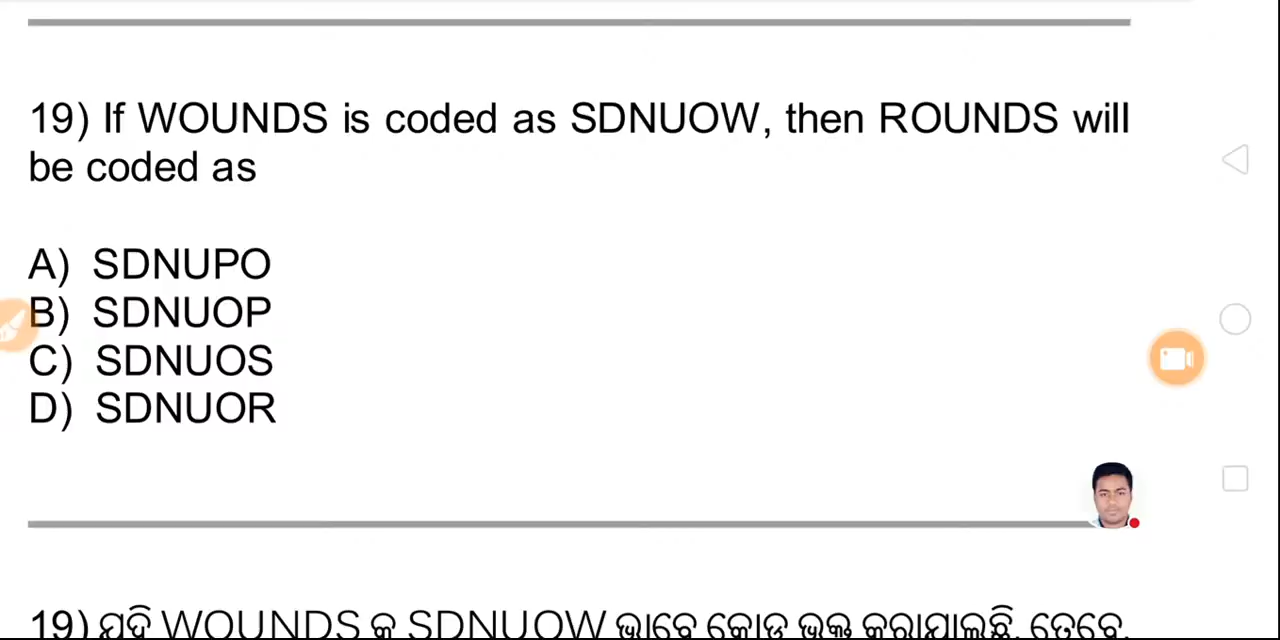 19) If WOUNDS is coded as SDNUOW, then ROUNDS will
be coded as
A) SDNUPO
B) SDNUOP
C) SDNUOS
D) SDNUOR
19) ଯଦି WOUNDS କୁ SDNUOW ଭାବେ କୋଡ ଭୁକ୍ତ କରାଯାଇଛି, ତେବେ